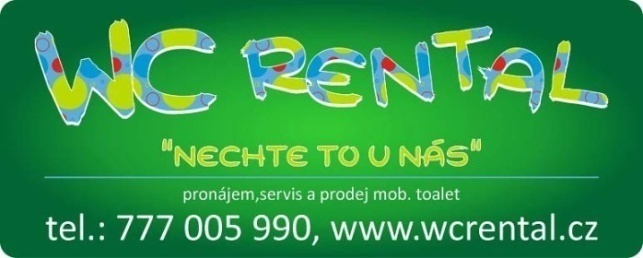 WC RENTAL
"NECHTE TO U NÁS"
pronájem,servis a prodej mob. toalet
tel.: 777 005 990, www.wcrental.cz